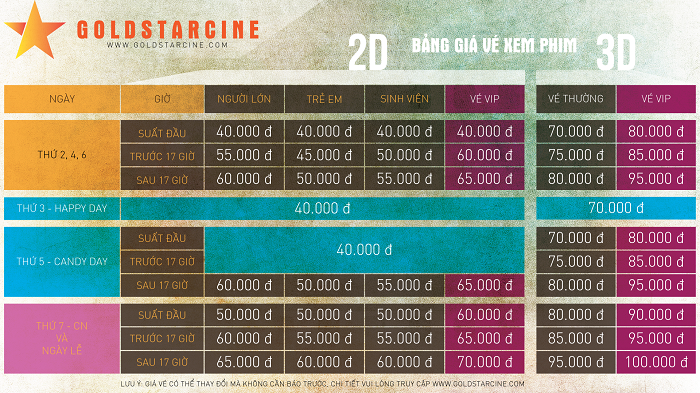 GOLDSTARCINE
WWW.GOLDSTARCINE.COM
2D BẢNG GIÁ VÉ XEM PHIM 3D
NGÀY GIỜ NGƯỜI LỚN TRẺ EM SINH VIÊN VÉ VIP VÉ THƯỜNG VÉ VIP
THỨ 2, 4, 6
SUẤT ĐẦU 40.000 đ 40.000 đ 40.000 đ 40.000 đ 70.000 đ 80.000 đ
TRƯỚC 17 GIỜ 55.000 đ 45.000 đ 50.000 đ 60.000 đ 75.000 đ 85.000 đ
SAU 17 GIỜ 60.000 đ 50.000 đ 50.000 đ 65.000 đ 80.000 đ 95.000 đ
THỨ 3 - HAPPY DAY 40.000 đ 70.000 đ
THỨ 5 - CANDY DAY
SUẤT ĐẦU 40.000 đ 70.000 đ 80.000 đ
TRƯỚC 17 GIỜ 75.000 đ 85.000 đ
SAU 17 GIỜ 60.000 đ 50.000 đ 55.000 đ 65.000 đ 80.000 đ 95.000 đ
THỨ 7 - CN
VÀ
NGÀY LỄ
SUẤT ĐẦU 50.000 đ 50.000 đ 50.000 đ 60.000 đ 80.000 đ 90.000 đ
TRƯỚC 17 GIỜ 60.000 đ 55.000 đ 55.000 đ 65.000 đ 85.000 đ 95.000 đ
SAU 17 GIỜ 65.000 đ 60.000 đ 60.000 đ 70.000 đ 95.000 đ 100.000 đ
LƯU Ý: GIÁ VÉ CÓ THỂ THAY ĐỔI MÀ KHÔNG CẦN BÁO TRƯỚC, CHI TIẾT VUI LÒNG TRUY CẬP WWW.GOLDSTARCINE.COM